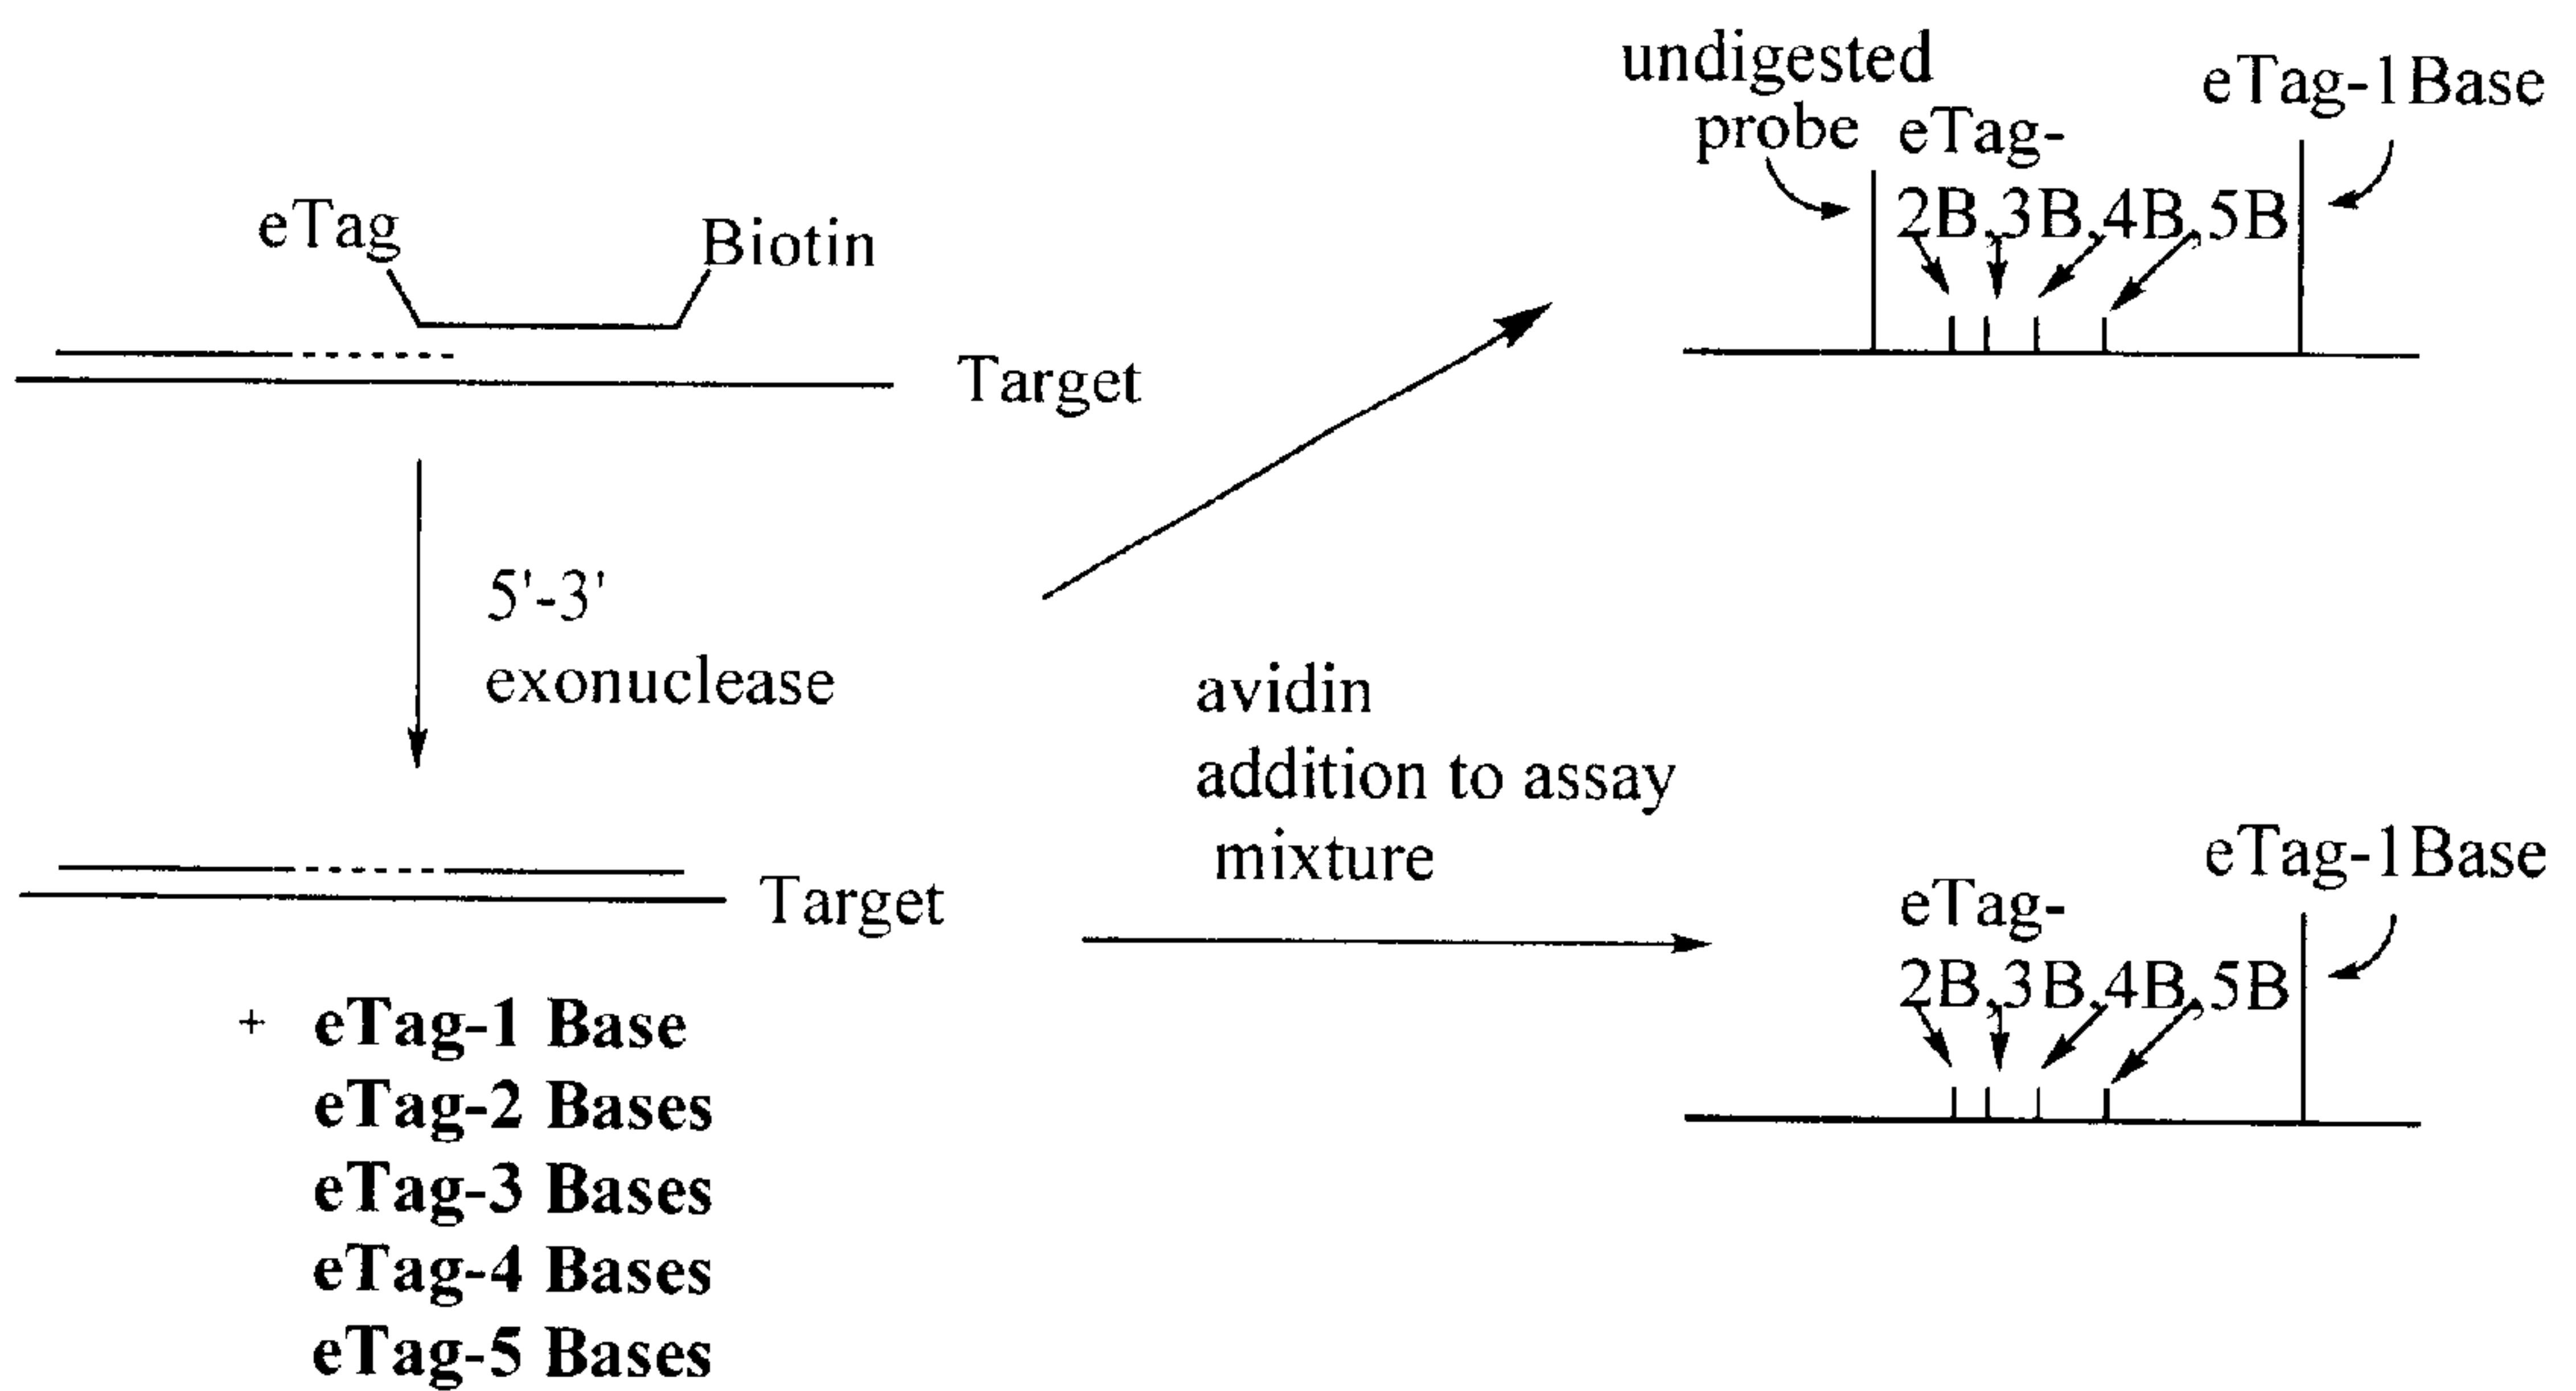 eTag
Biotin
Target
5'-3'
exonuclease
Target
+ eTag-1 Base
eTag-2 Bases
eTag-3 Bases
eTag-4 Bases
eTag-5 Bases
avidin
addition to assay
mixture
undigested
probe
eTag-
2B,3B,4B,5B
eTag-1Base
eTag-
2B,3B,4B,5B
eTag-1Base